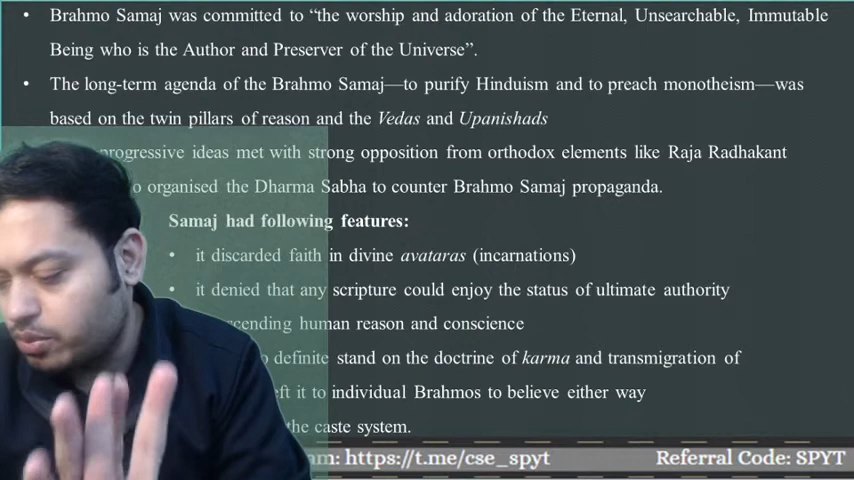 • Brahmo Samaj was committed to “the worship and adoration of the Eternal, Unsearchable, Immutable
Being who is the Author and Preserver of the Universe”.
• The long-term agenda of the Brahmo Samaj—to purify Hinduism and to preach monotheism—was
based on the twin pillars of reason and the Vedas and Upanishads
progressive ideas met with strong opposition from orthodox elements like Raja Radhakant
organised the Dharma Sabha to counter Brahmo Samaj propaganda.
Samaj had following features:
• it discarded faith in divine avataras (incarnations)
• it denied that any scripture could enjoy the status of ultimate authority
human reason and conscience
definite stand on the doctrine of karma and transmigration of
it to individual Brahmos to believe either way
the caste system.
https://t.me/cse_spyt
Referral Code: SPYT